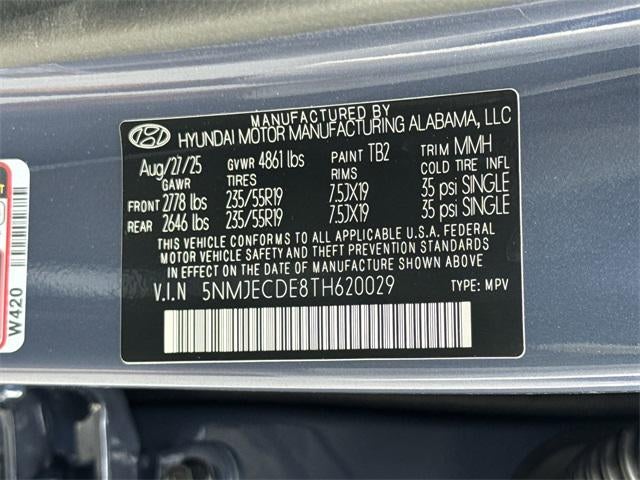 MANUFACTURED BY
HYUNDAI MOTOR MANUFACTURING ALABAMA, LLC
Aug/27/25 GVWR 4861 lbs PAINT TB2 TRIM MMH
GAWR TIRES RIMS COLD TIRE INFL
FRONT 2778 lbs 235/55R19 7.5JX19 35 psi SINGLE
REAR 2646 lbs 235/55R19 7.5JX19 35 psi SINGLE
THIS VEHICLE CONFORMS TO ALL APPLICABLE U.S.A. FEDERAL
MOTOR VEHICLE SAFETY AND THEFT PREVENTION STANDARDS
IN EFFECT ON THE DATE OF MANUFACTURE SHOWN ABOVE
V.I.N 5NMJECDE8TH620029 TYPE: MPV
W420